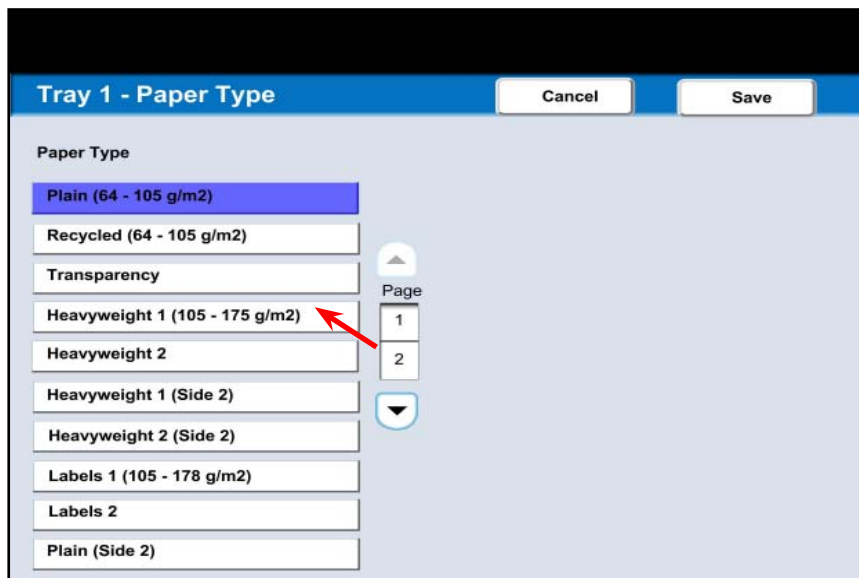 Tray 1 - Paper Type
Cancel
Save
Paper Type
Plain (64 - 105 g/m2)
Recycled (64 - 105 g/m2)
Transparency
Heavyweight 1 (105 - 175 g/m2)
Heavyweight 2
Heavyweight 1 (Side 2)
Heavyweight 2 (Side 2)
Labels 1 (105 - 178 g/m2)
Labels 2
Plain (Side 2)
Page
1
2